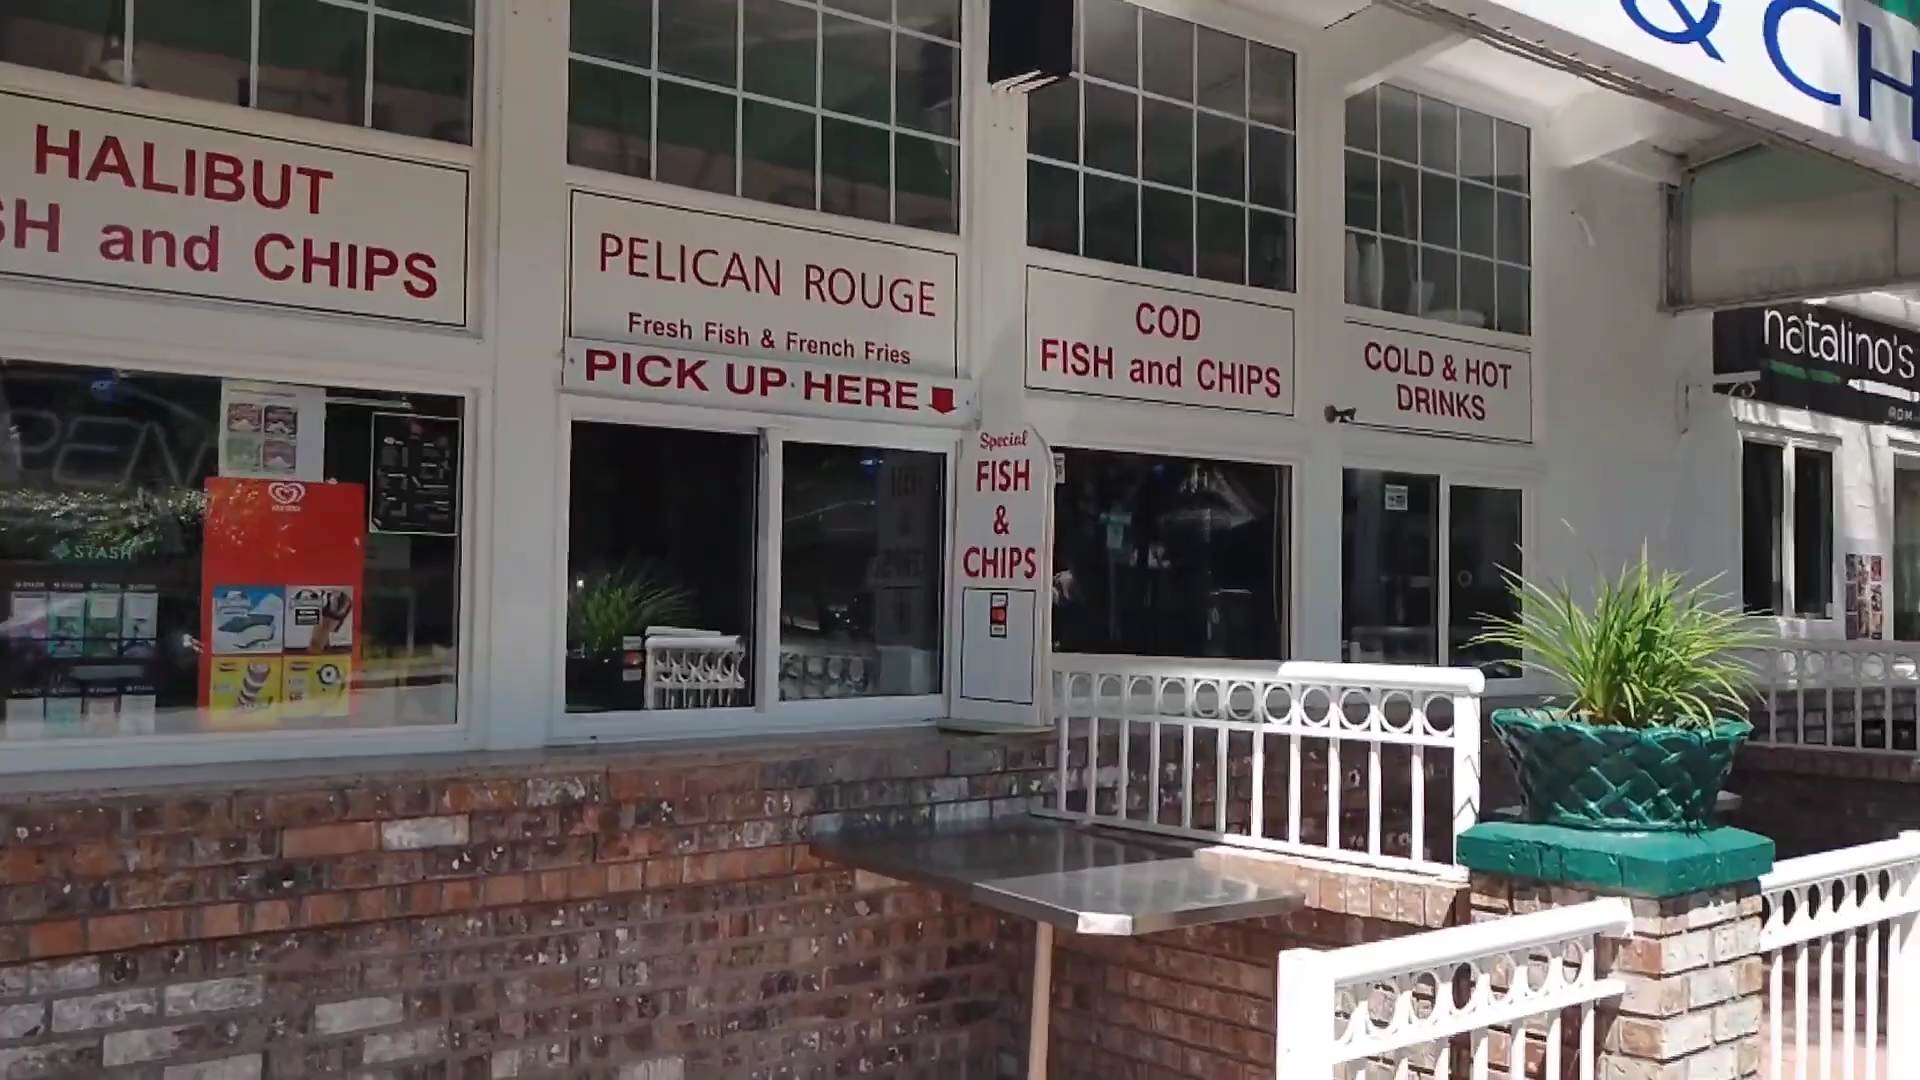 & CH
HALIBUT
SH and CHIPS
PELICAN ROUGE
Fresh Fish & French Fries
PICK UP HERE
COD
FISH and CHIPS
COLD & HOT
DRINKS
natalino's
Special
FISH
&
CHIPS
PEN
STASH